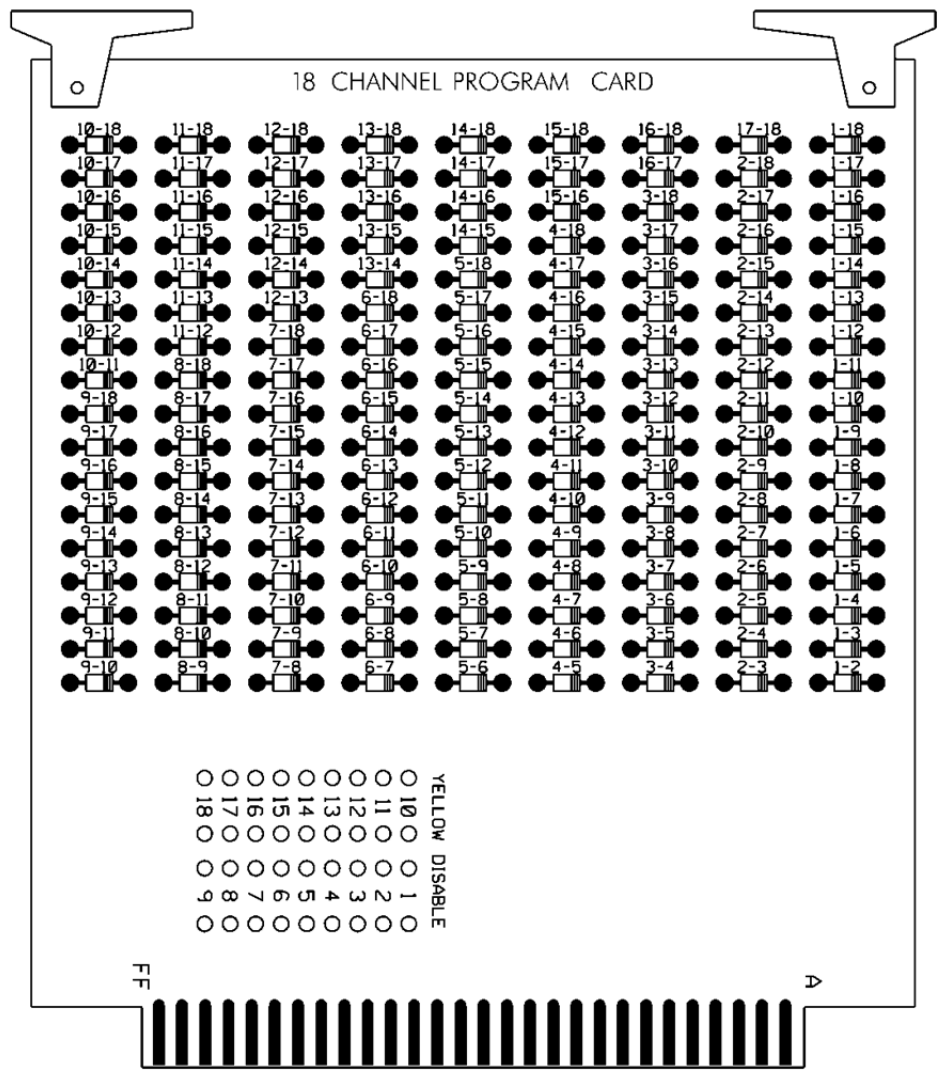 18 CHANNEL PROGRAM CARD
10-18 11-18 12-18 13-18 14-18 15-18 16-18 17-18 1-18
10-17 11-17 12-17 13-17 14-17 15-17 16-17 2-18 1-17
10-16 11-16 12-16 13-16 14-16 15-16 3-18 2-17 1-16
10-15 11-15 12-15 13-15 14-15 4-18 3-17 2-16 1-15
10-14 11-14 12-14 13-14 5-18 4-17 3-16 2-15 1-14
10-13 11-13 12-13 6-18 5-17 4-16 3-15 2-14 1-13
10-12 11-12 7-18 6-17 5-16 4-15 3-14 2-13 1-12
10-11 8-18 7-17 6-16 5-15 4-14 3-13 2-12 1-11
9-18 8-17 7-16 6-15 5-14 4-13 3-12 2-11 1-10
9-17 8-16 7-15 6-14 5-13 4-12 3-11 2-10 1-9
9-16 8-15 7-14 6-13 5-12 4-11 3-10 2-9 1-8
9-15 8-14 7-13 6-12 5-11 4-10 3-9 2-8 1-7
9-14 8-13 7-12 6-11 5-10 4-9 3-8 2-7 1-6
9-13 8-12 7-11 6-10 5-9 4-8 3-7 2-6 1-5
9-12 8-11 7-10 6-9 5-8 4-7 3-6 2-5 1-4
9-11 8-10 7-9 6-8 5-7 4-6 3-5 2-4 1-3
9-10 8-9 7-8 6-7 5-6 4-5 3-4 2-3 1-2
YELLOW DISABLE
10 1
11 2
12 3
13 4
14 5
15 6
16 7
17 8
18 9
FF
A